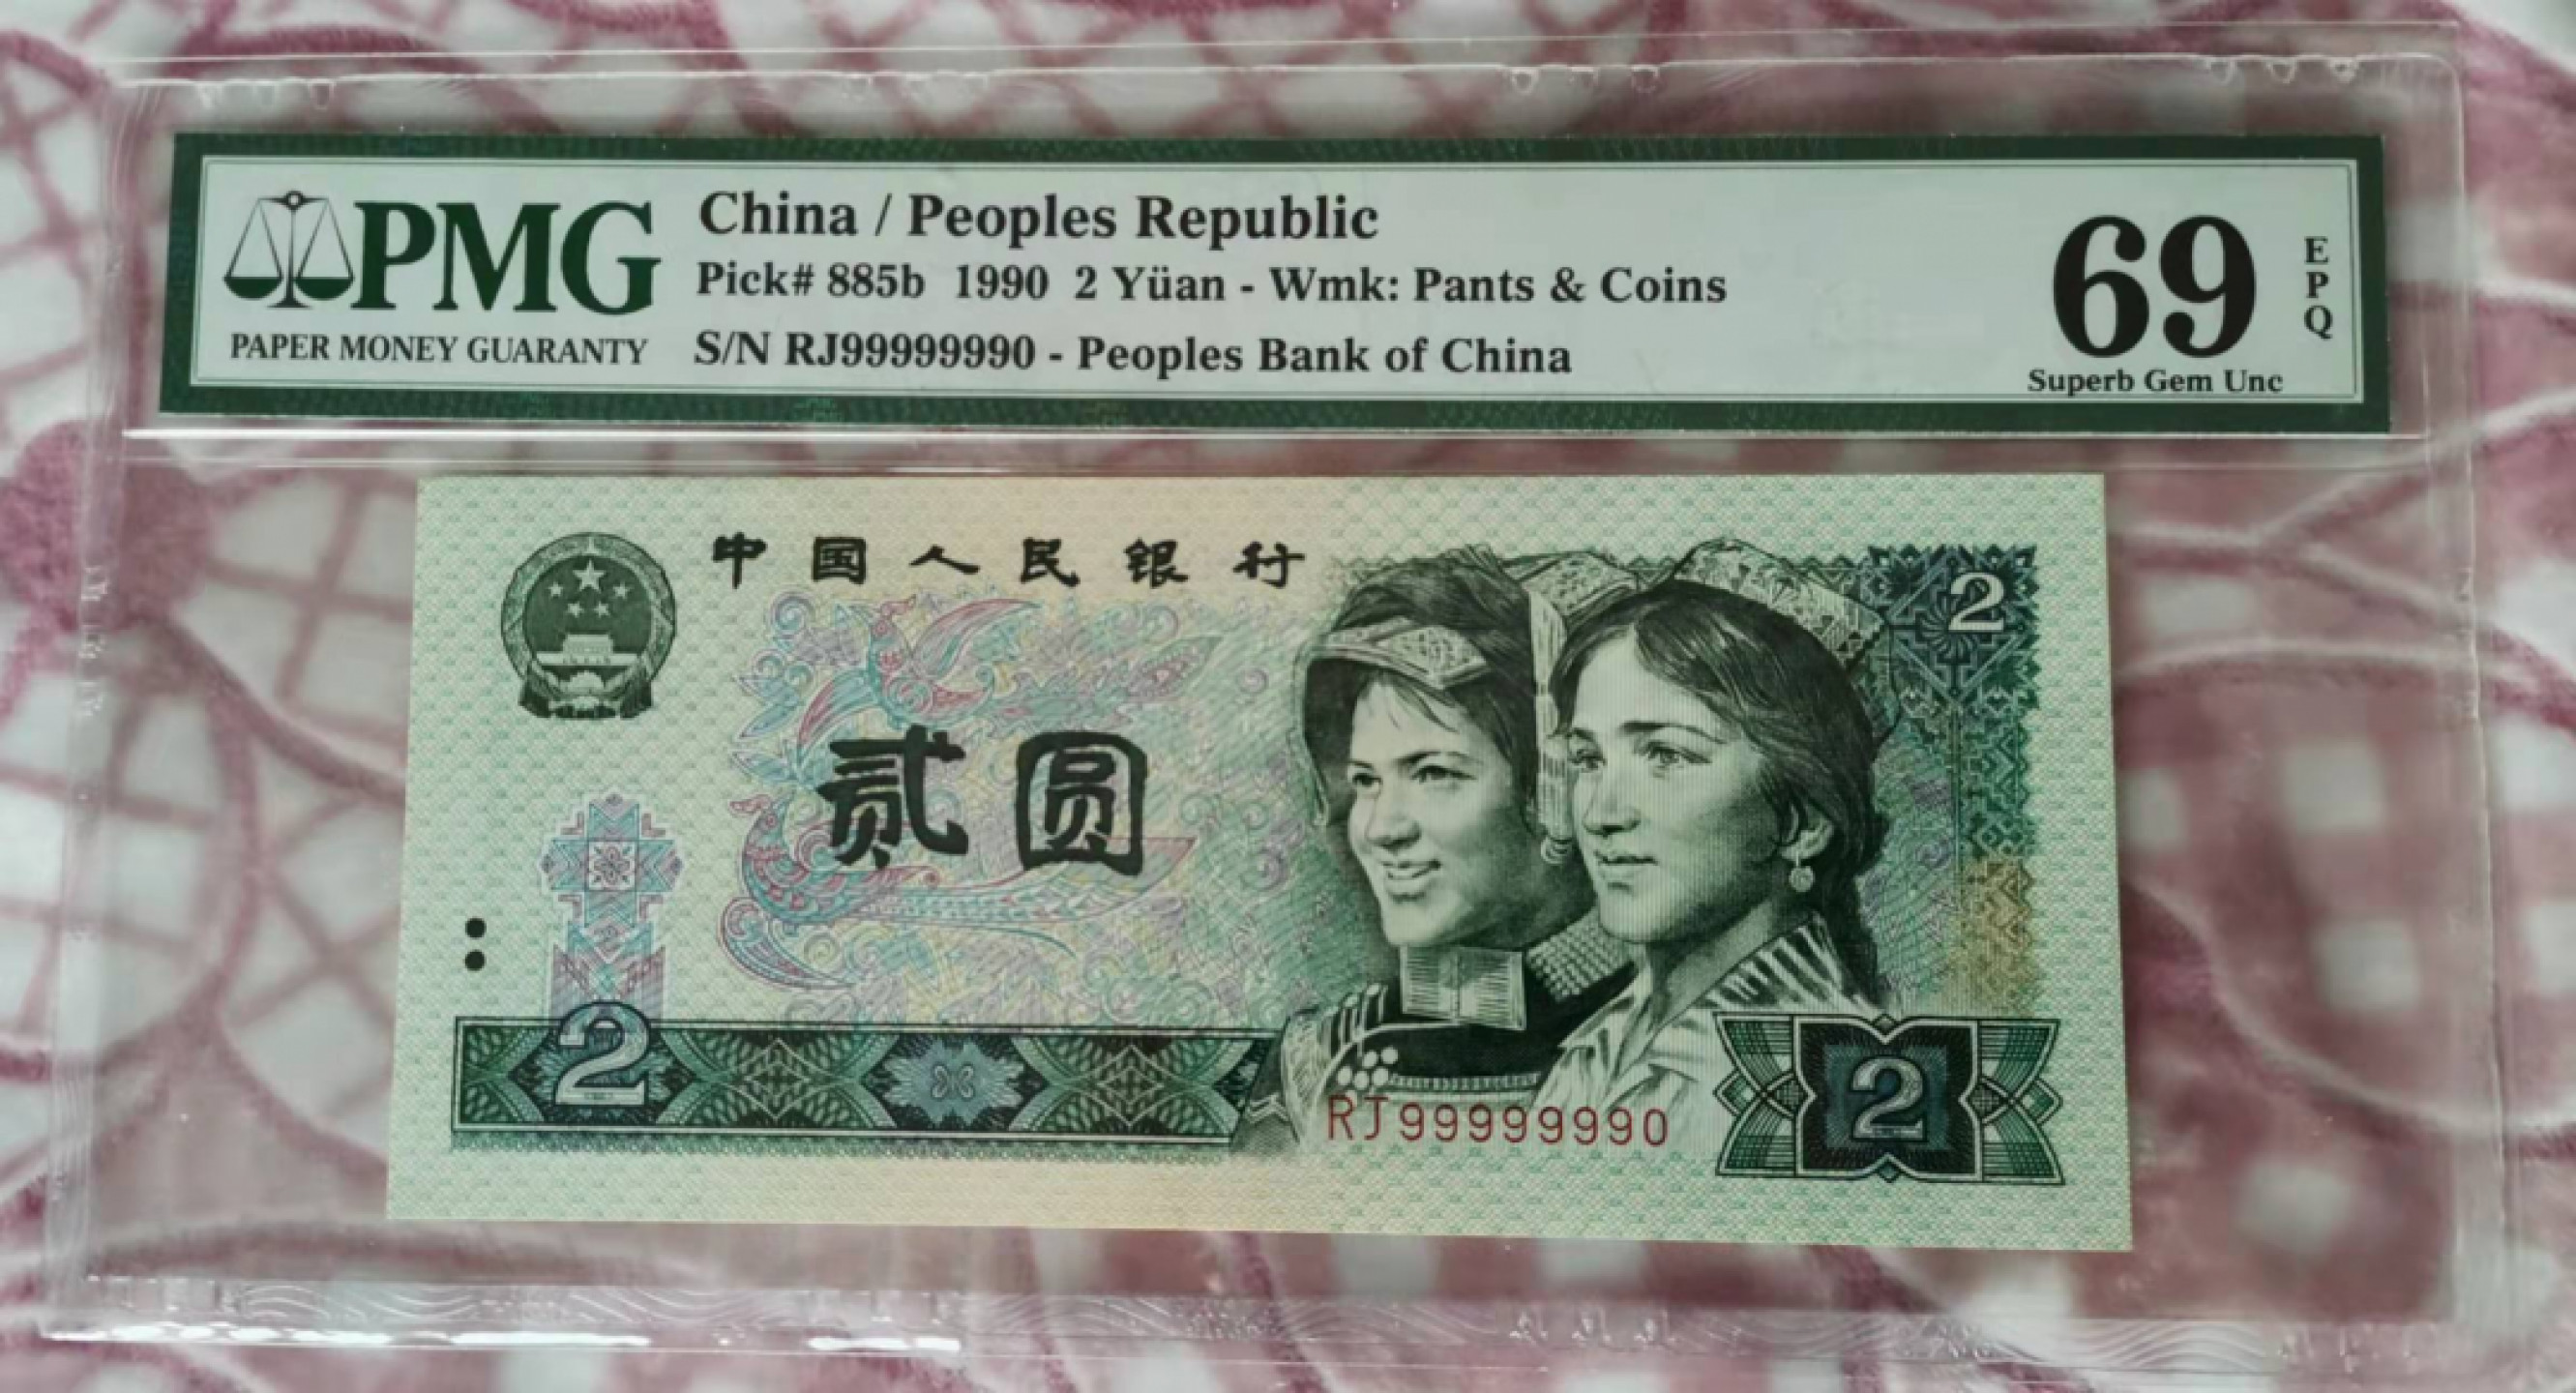 PMG
PAPER MONEY GUARANTY
China / Peoples Republic
Pick# 885b 1990 2 Yüan - Wmk: Pants & Coins
S/N RJ99999990 - Peoples Bank of China
69
EPQ
Superb Gem Unc
中国人民银行
2
贰圆
2
RJ99999990
2